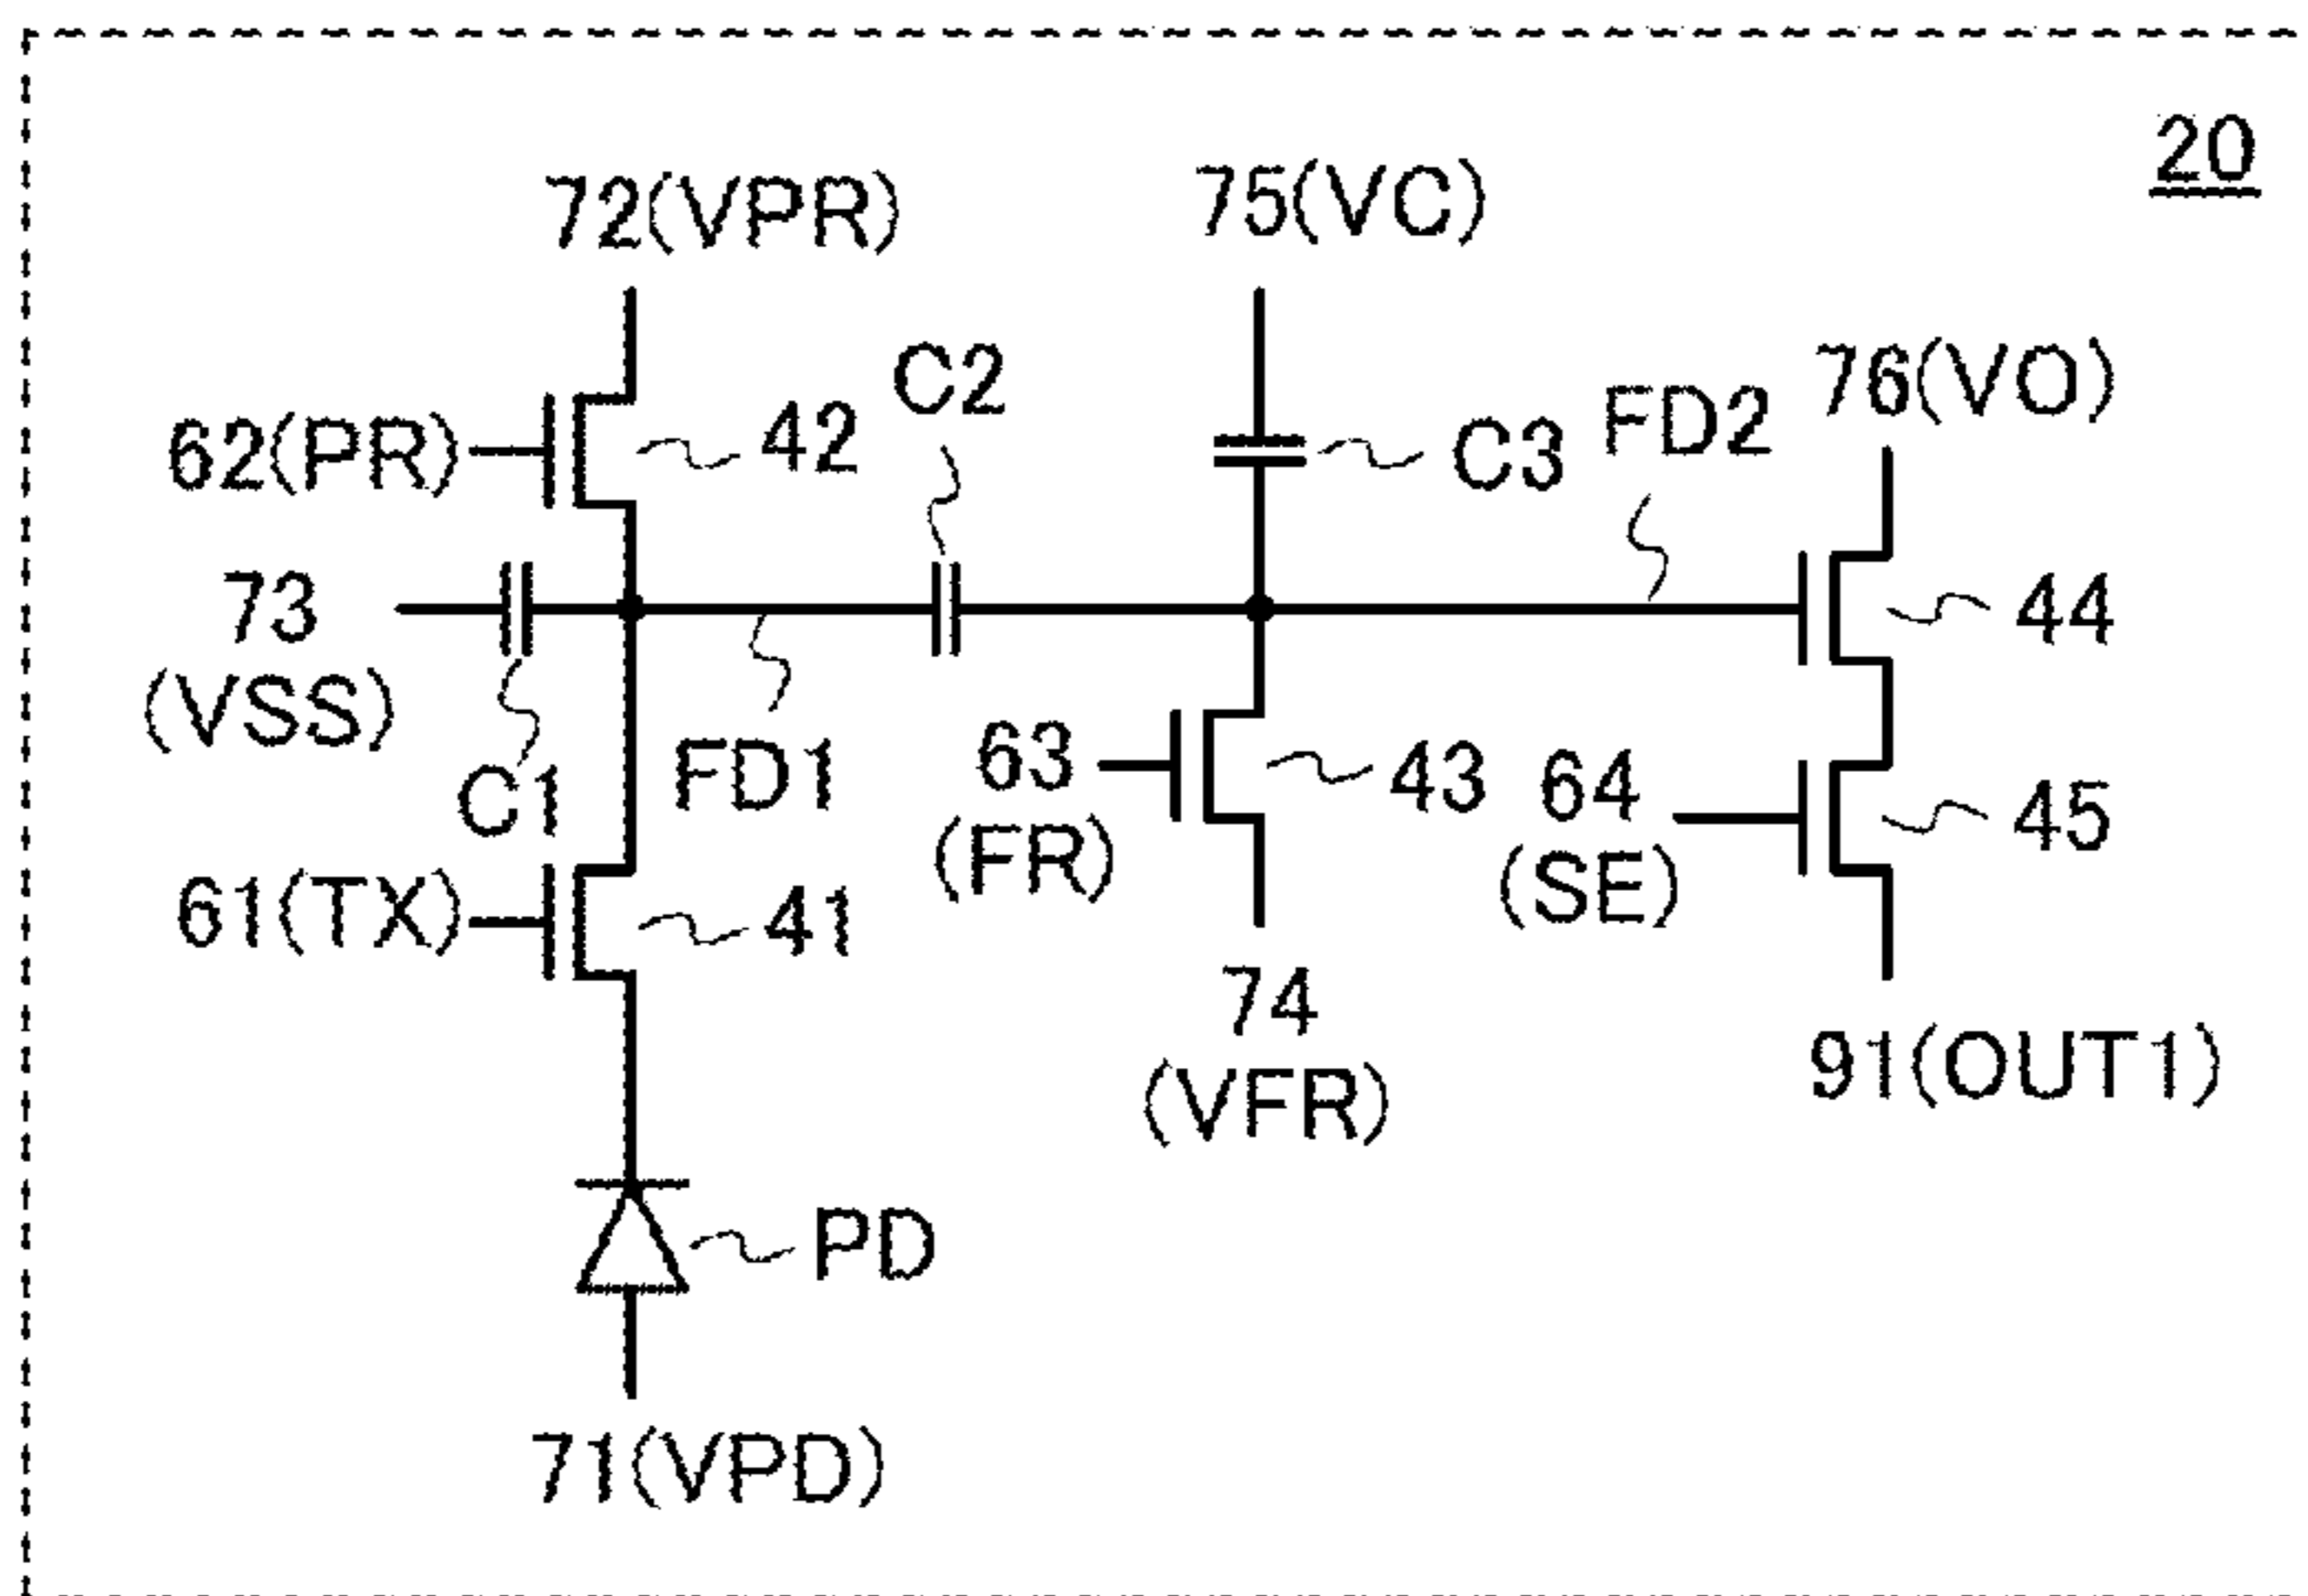 20
72(VPR)
75(VC)
C2
76(VO)
62(PR)
42
C3
FD2
73
(VSS)
44
C1
FD1
63
(FR)
43
64
(SE)
45
61(TX)
41
74
(VFR)
91(OUT1)
PD
71(VPD)